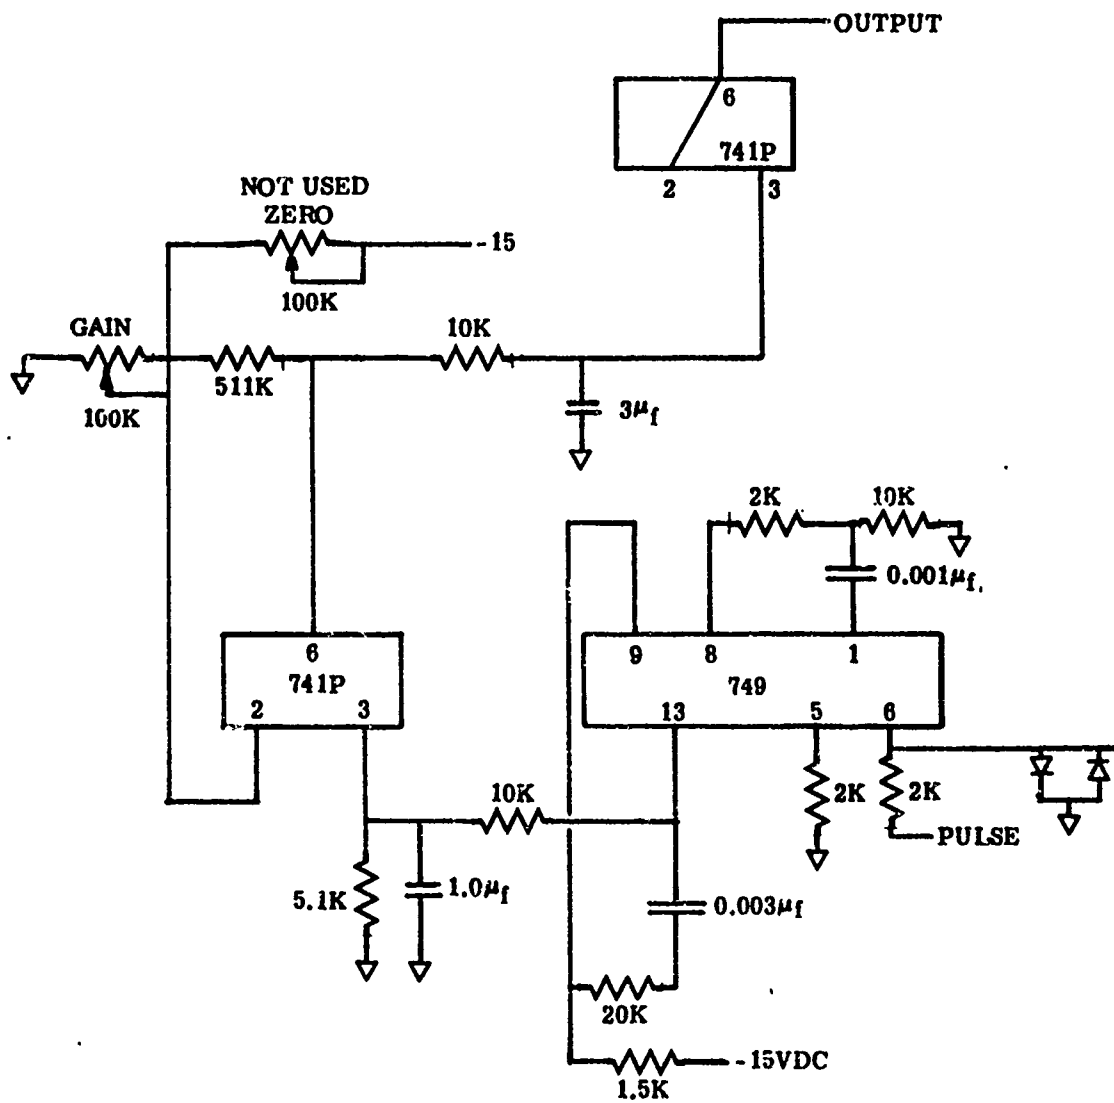 OUTPUT
6
741P
2
3
NOT USED
ZERO
-15
100K
GAIN
10K
511K
100K
3μf
2K
10K
0.001μf.
6
741P
2
3
9
8
1
749
13
5
6
10K
2K
2K
PULSE
5.1K
1.0μf
0.003μf
20K
-15VDC
1.5K